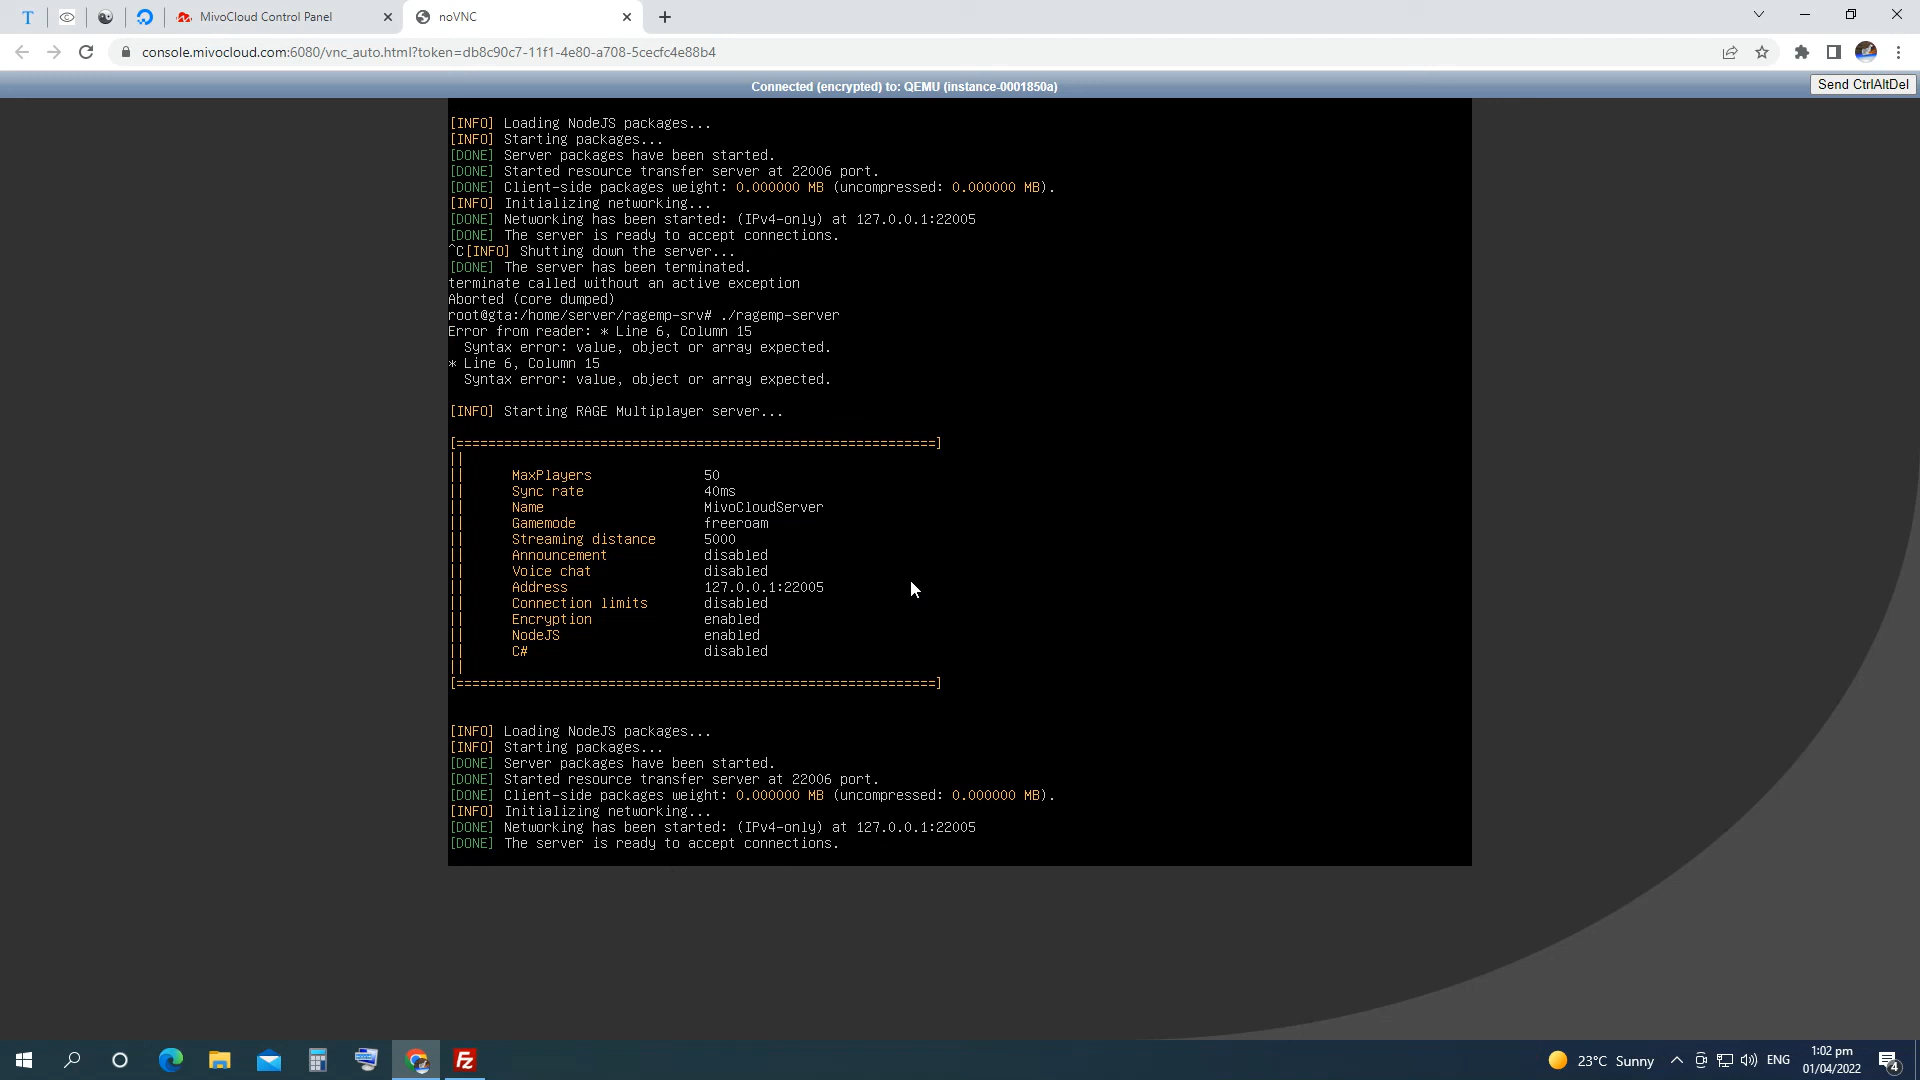 MivoCloud Control Panel
noVNC
console.mivocloud.com:6080/vnc_auto.html?token=db8c90c7-11f1-4e80-a708-5cecfc4e88b4
Connected (encrypted) to: QEMU (instance-0001850a)
Send CtrlAltDel
[INFO] Loading NodeJS packages...
[INFO] Starting packages...
[DONE] Server packages have been started.
[DONE] Started resource transfer server at 22006 port.
[DONE] Client-side packages weight: 0.000000 MB (uncompressed: 0.000000 MB).
[INFO] Initializing networking...
[DONE] Networking has been started: (IPv4-only) at 127.0.0.1:22005
[DONE] The server is ready to accept connections.
^C[INFO] Shutting down the server...
[DONE] The server has been terminated.
terminate called without an active exception
Aborted (core dumped)
root@gta:/home/server/ragemp-srv# ./ragemp-server
Error from reader: * Line 6, Column 15
  Syntax error: value, object or array expected.
* Line 6, Column 15
  Syntax error: value, object or array expected.
[INFO] Starting RAGE Multiplayer server...
[============================================================]
||
|| MaxPlayers 50
|| Sync rate 40ms
|| Name MivoCloudServer
|| Gamemode freeroam
|| Streaming distance 5000
|| Announcement disabled
|| Voice chat disabled
|| Address 127.0.0.1:22005
|| Connection limits disabled
|| Encryption enabled
|| NodeJS enabled
|| C# disabled
||
[============================================================]
[INFO] Loading NodeJS packages...
[INFO] Starting packages...
[DONE] Server packages have been started.
[DONE] Started resource transfer server at 22006 port.
[DONE] Client-side packages weight: 0.000000 MB (uncompressed: 0.000000 MB).
[INFO] Initializing networking...
[DONE] Networking has been started: (IPv4-only) at 127.0.0.1:22005
[DONE] The server is ready to accept connections.
23°C Sunny
ENG
1:02 pm
01/04/2022
4